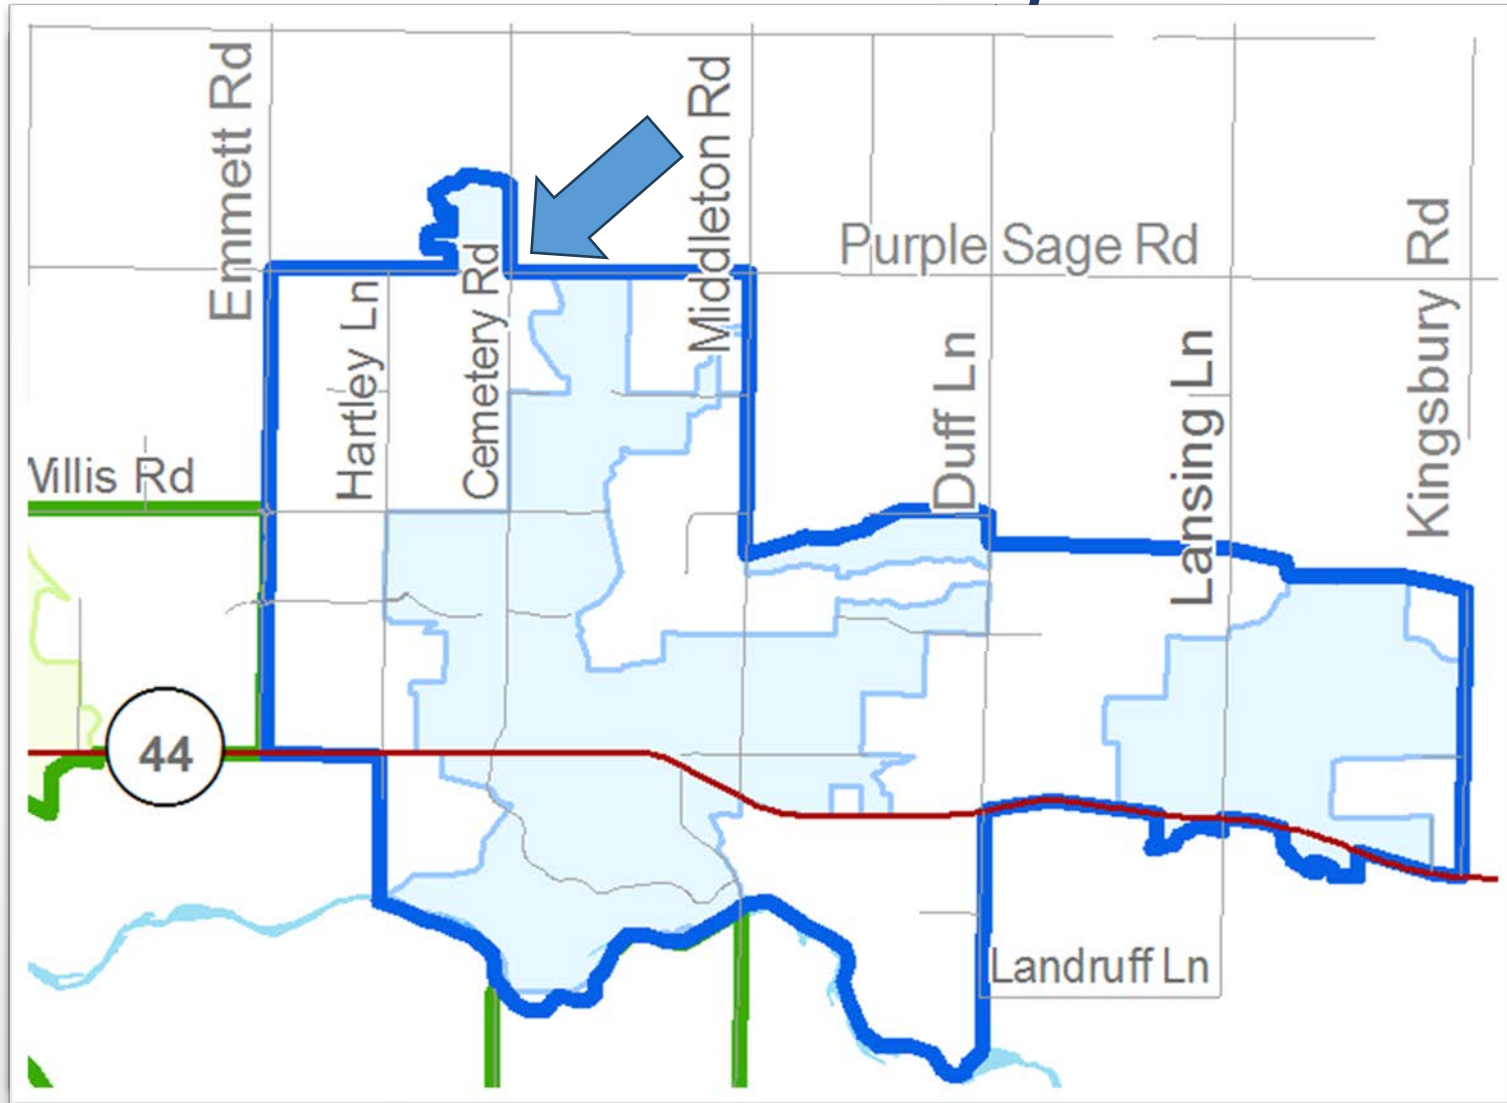 Emmett Rd
Middleton Rd
Purple Sage Rd
Kingsbury Rd
Hartley Ln
Cemetery Rd
Duff Ln
Lansing Ln
Rd
44
Landruff Ln